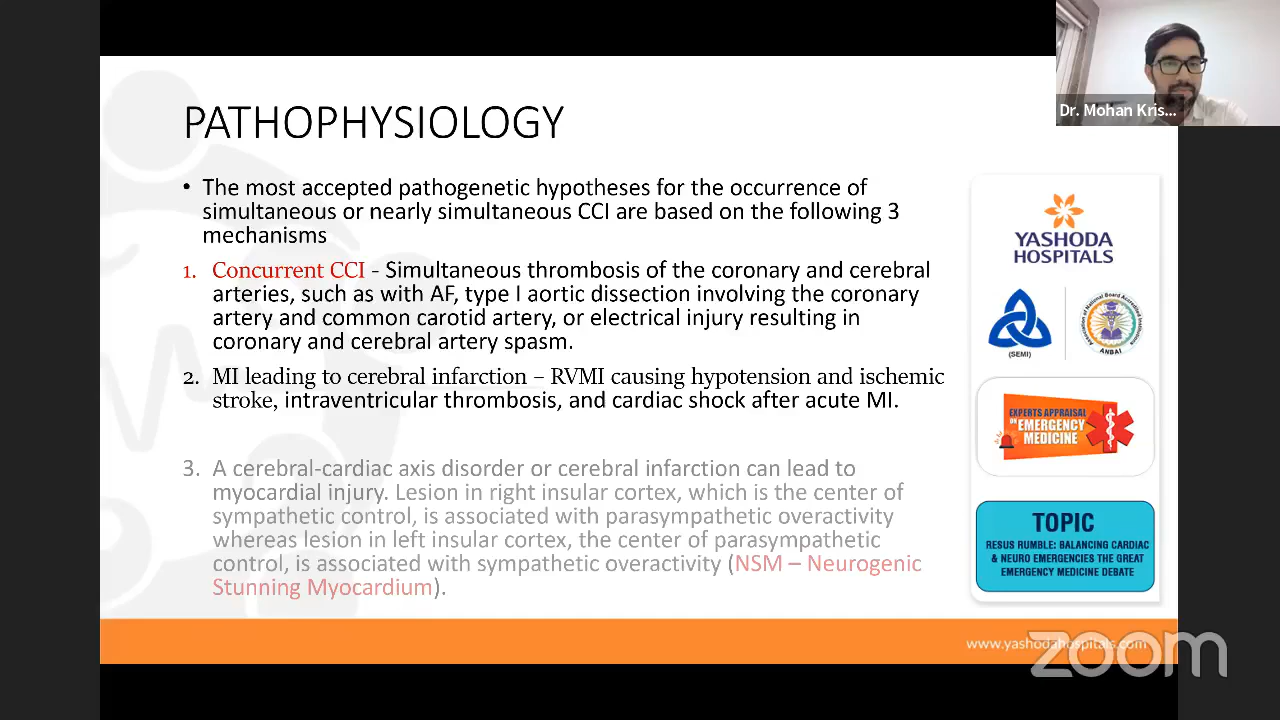 Dr. Mohan Kris...
PATHOPHYSIOLOGY
• The most accepted pathogenetic hypotheses for the occurrence of
simultaneous or nearly simultaneous CCI are based on the following 3
mechanisms
1. Concurrent CCI - Simultaneous thrombosis of the coronary and cerebral
arteries, such as with AF, type I aortic dissection involving the coronary
artery and common carotid artery, or electrical injury resulting in
coronary and cerebral artery spasm.
2. MI leading to cerebral infarction – RVMI causing hypotension and ischemic
stroke, intraventricular thrombosis, and cardiac shock after acute MI.
3. A cerebral-cardiac axis disorder or cerebral infarction can lead to
myocardial injury. Lesion in right insular cortex, which is the center of
sympathetic control, is associated with parasympathetic overactivity
whereas lesion in left insular cortex, the center of parasympathetic
control, is associated with sympathetic overactivity (NSM – Neurogenic
Stunning Myocardium).
YASHODA
HOSPITALS
(SEMI)
Association of National Board Accredited Institutions
ANBAI
EXPERTS APPRAISAL
ON EMERGENCY
MEDICINE
TOPIC
RESUS RUMBLE: BALANCING CARDIAC
& NEURO EMERGENCIES THE GREAT
EMERGENCY MEDICINE DEBATE
www.yashodahospitals.com
zoom